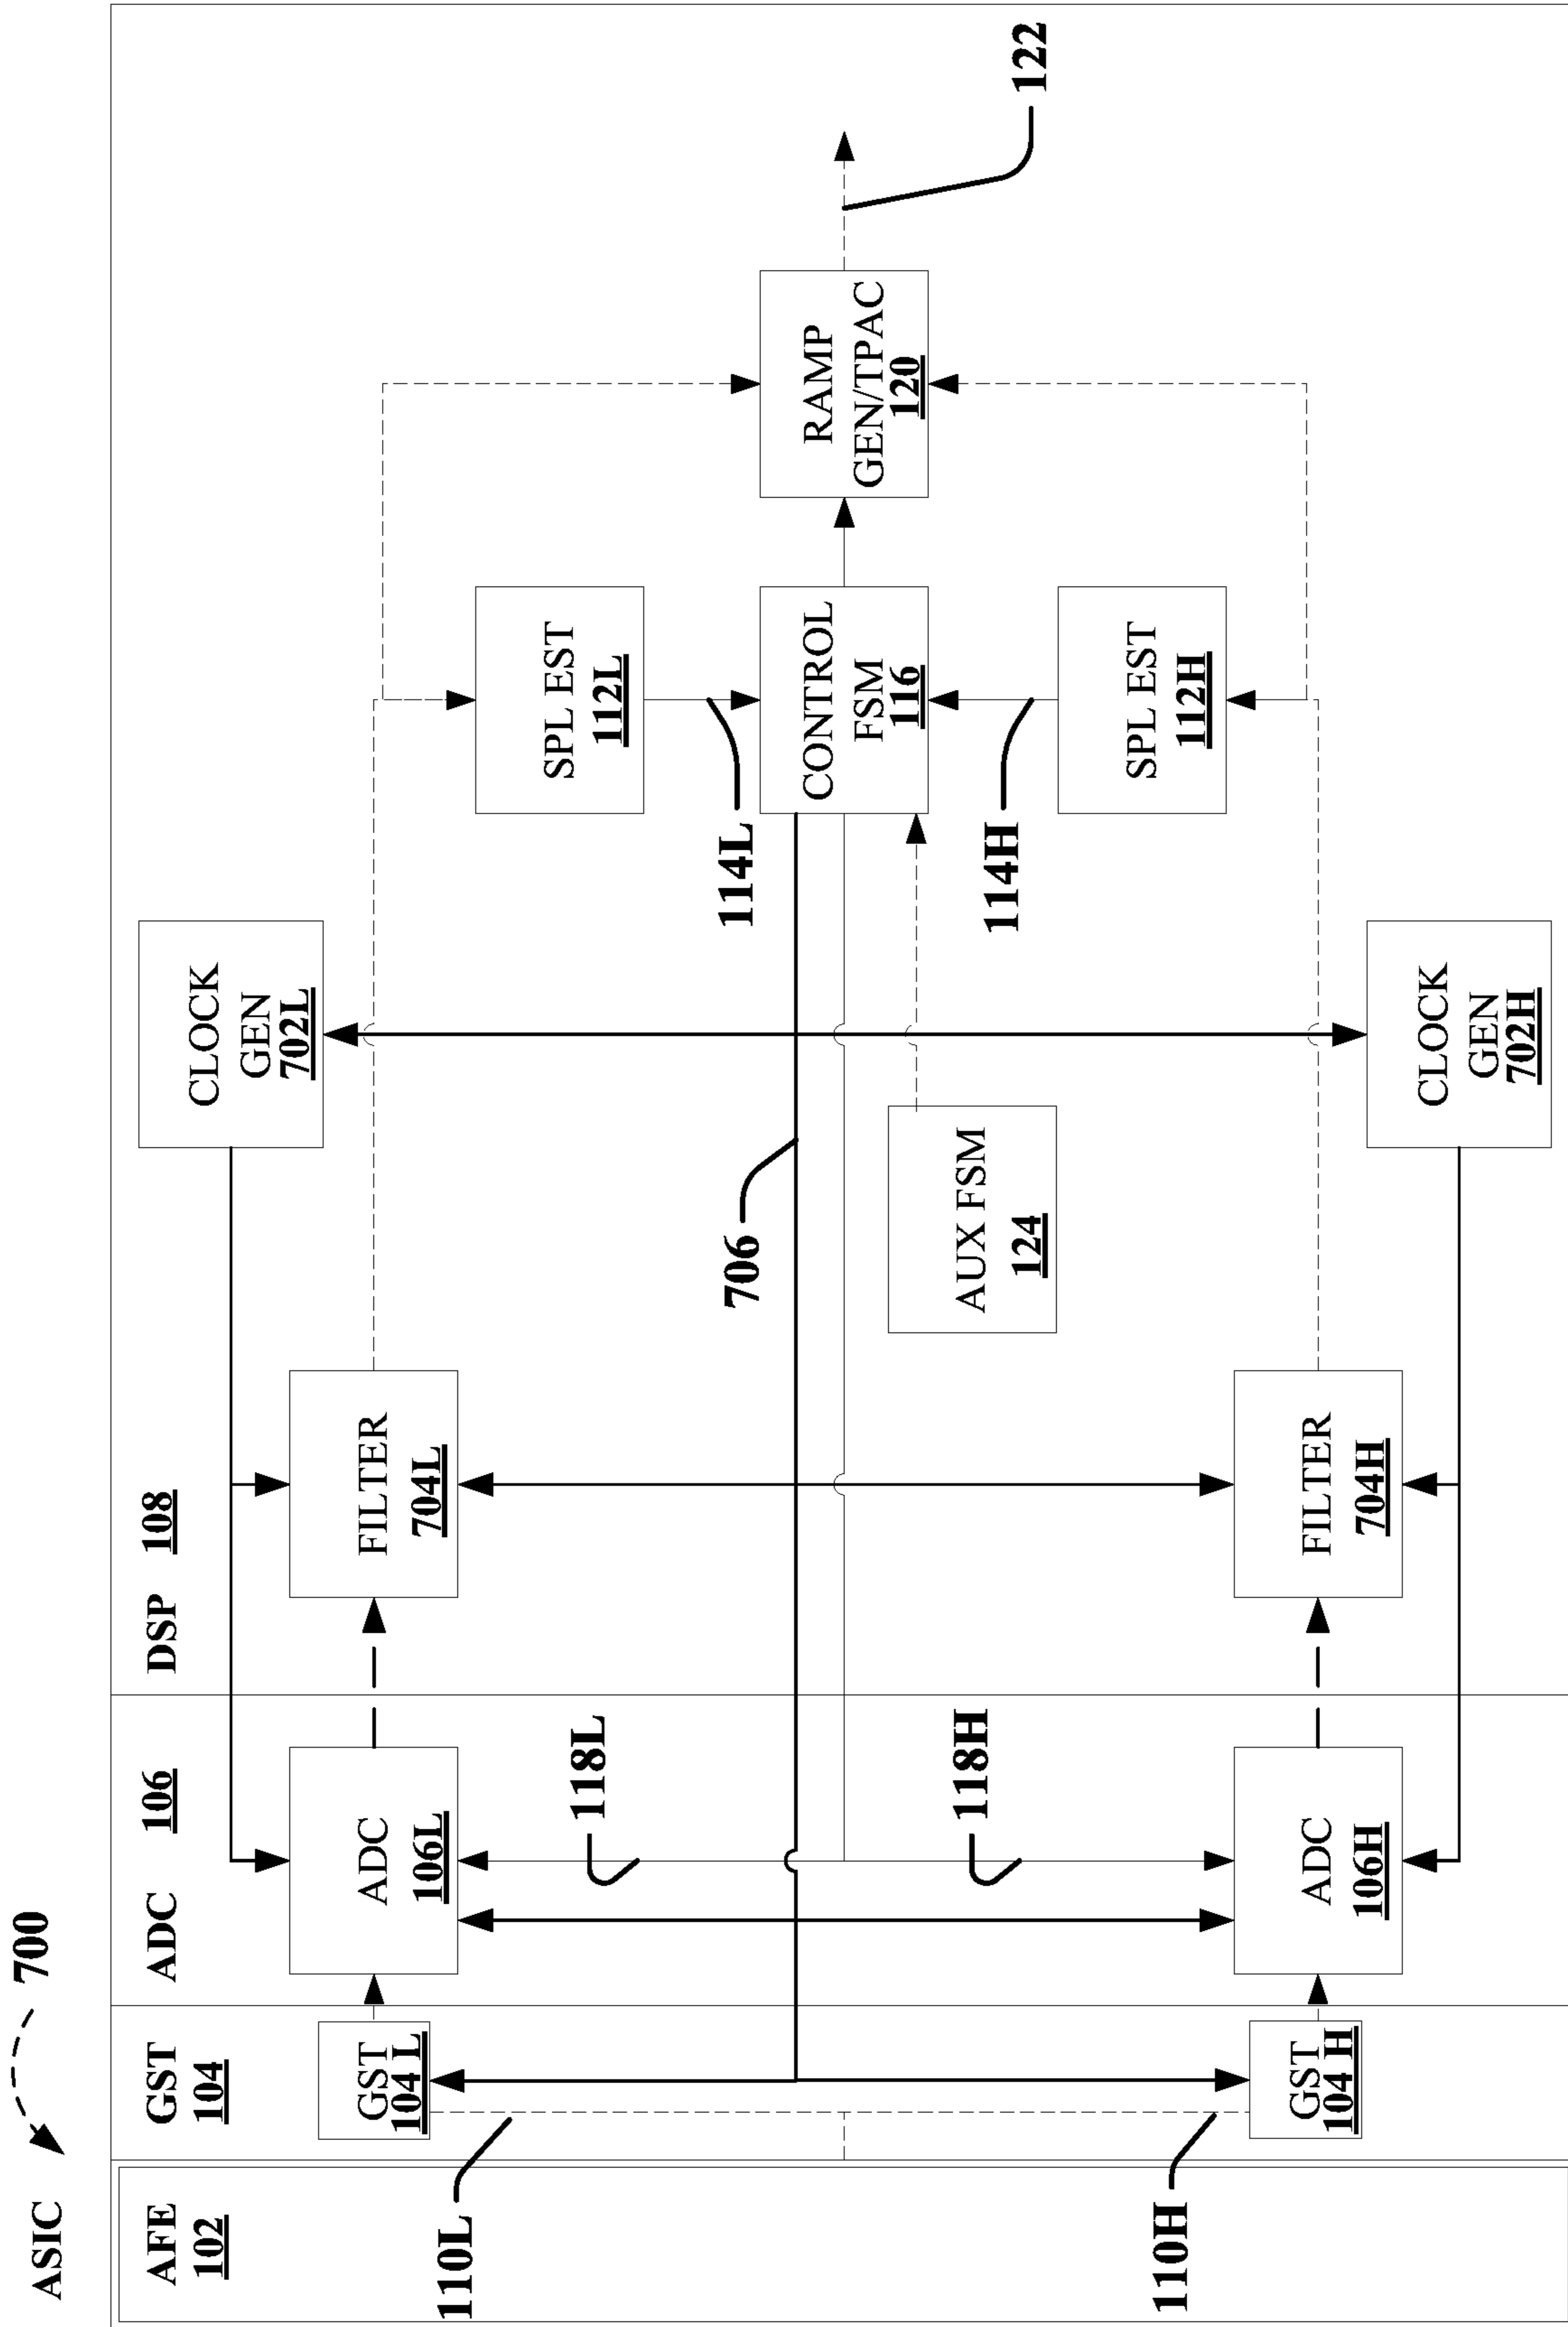 ASIC
700
AFE
102
GST
104
ADC
106
DSP
108
110L
110H
GST
104 L
GST
104 H
ADC
106L
ADC
106H
118L
118H
FILTER
704L
FILTER
704H
CLOCK
GEN
702L
CLOCK
GEN
702H
706
AUX FSM
124
114L
114H
SPL EST
112L
CONTROL
FSM
116
SPL EST
112H
RAMP
GEN/TPAC
120
122